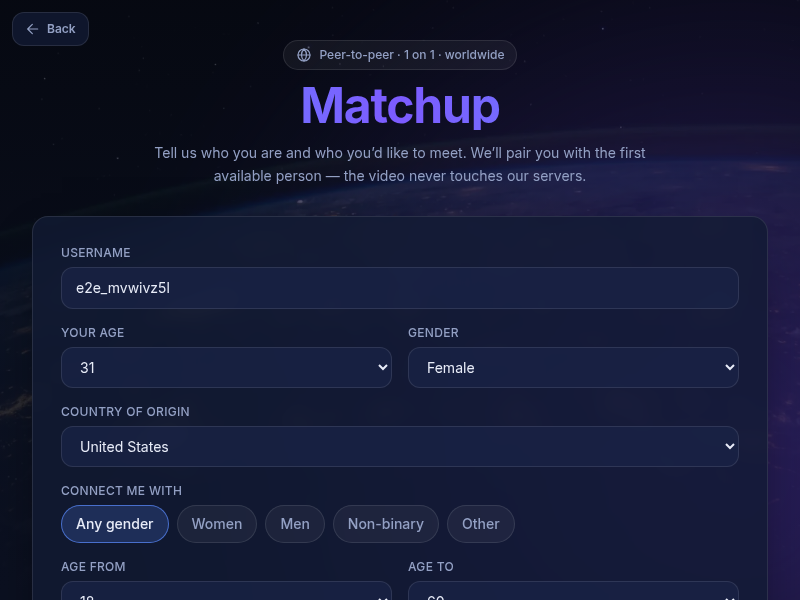 Back
Peer-to-peer · 1 on 1 · worldwide
Matchup
Tell us who you are and who you'd like to meet. We'll pair you with the first
available person — the video never touches our servers.
USERNAME
e2e_mvwivz5l
YOUR AGE
GENDER
31
Female
COUNTRY OF ORIGIN
United States
CONNECT ME WITH
Any gender
Women
Men
Non-binary
Other
AGE FROM
AGE TO
18
60